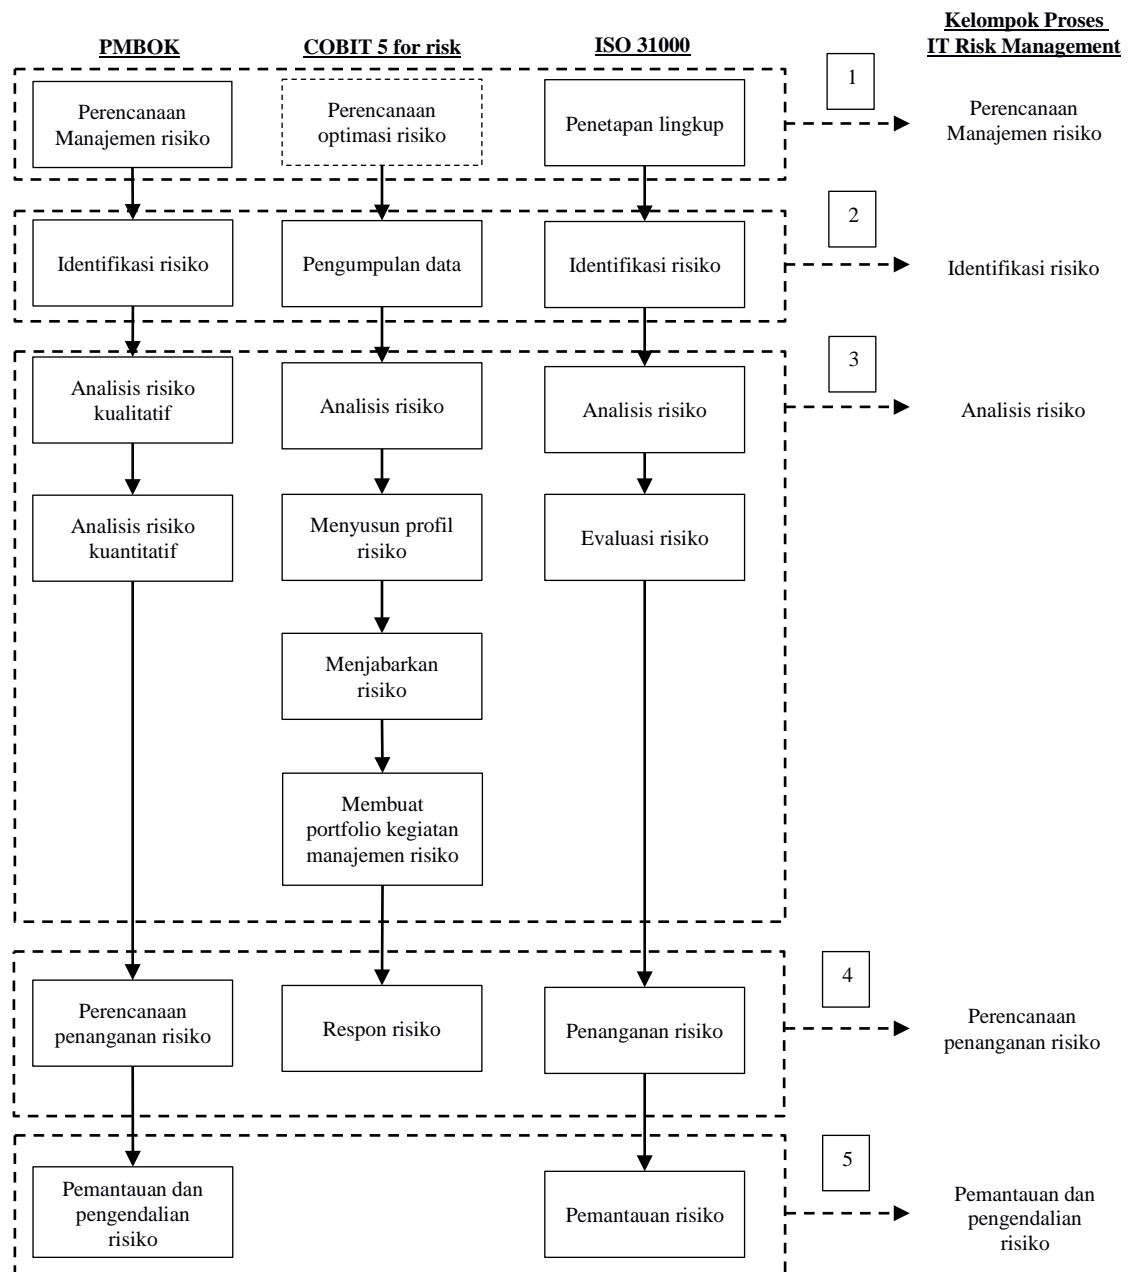 Kelompok Proses
IT Risk Management
PMBOK
COBIT 5 for risk
ISO 31000
1
Perencanaan
Manajemen risiko
Perencanaan
optimasi risiko
Penetapan lingkup
Perencanaan
Manajemen risiko
2
Identifikasi risiko
Pengumpulan data
Identifikasi risiko
Identifikasi risiko
3
Analisis risiko
kualitatif
Analisis risiko
Analisis risiko
Analisis risiko
Analisis risiko
kuantitatif
Menyusun profil
risiko
Evaluasi risiko
Menjabarkan
risiko
Membuat
portfolio kegiatan
manajemen risiko
4
Perencanaan
penanganan risiko
Respon risiko
Penanganan risiko
Perencanaan
penanganan risiko
5
Pemantauan dan
pengendalian
risiko
Pemantauan risiko
Pemantauan dan
pengendalian
risiko